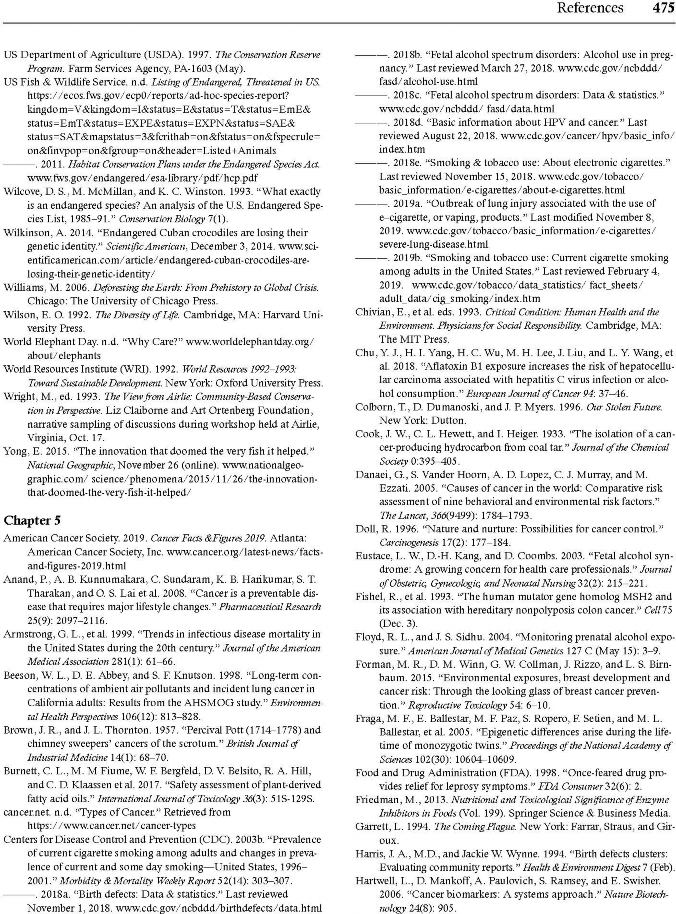 References 475
US Department of Agriculture (USDA). 1997. The Conservation Reserve
Program. Farm Services Agency, PA-1603 (May).
US Fish & Wildlife Service. n.d. Listing of Endangered, Threatened in US.
https://ecos.fws.gov/ecp0/reports/ad-hoc-species-report?
kingdom=V&kingdom=I&status=E&status=T&status=EmE&
status=EmT&status=EXPE&status=EXPN&status=SAE&
status=SAT&mapstatus=3&fcrithab=on&fstatus=on&fspecrule=
on&finvpop=on&fgroup=on&header=Listed+Animals
———. 2011. Habitat Conservation Plans under the Endangered Species Act.
www.fws.gov/endangered/esa-library/pdf/hcp.pdf
Wilcove, D. S., M. McMillan, and K. C. Winston. 1993. “What exactly
is an endangered species? An analysis of the U.S. Endangered Spe-
cies List, 1985–91.” Conservation Biology 7(1).
Wilkinson, A. 2014. “Endangered Cuban crocodiles are losing their
genetic identity.” Scientific American, December 3, 2014. www.sci-
entificamerican.com/article/endangered-cuban-crocodiles-are-
losing-their-genetic-identity/
Williams, M. 2006. Deforesting the Earth: From Prehistory to Global Crisis.
Chicago: The University of Chicago Press.
Wilson, E. O. 1992. The Diversity of Life. Cambridge, MA: Harvard Uni-
versity Press.
World Elephant Day. n.d. “Why Care?” www.worldelephantday.org/
about/elephants
World Resources Institute (WRI). 1992. World Resources 1992–1993:
Toward Sustainable Development. New York: Oxford University Press.
Wright, M., ed. 1993. The View from Airlie: Community-Based Conserva-
tion in Perspective. Liz Claiborne and Art Ortenberg Foundation,
narrative sampling of discussions during workshop held at Airlie,
Virginia, Oct. 17.
Yong, E. 2015. “The innovation that doomed the very fish it helped.”
National Geographic, November 26 (online). www.nationalgeo-
graphic.com/ science/phenomena/2015/11/26/the-innovation-
that-doomed-the-very-fish-it-helped/
Chapter 5
American Cancer Society. 2019. Cancer Facts & Figures 2019. Atlanta:
American Cancer Society, Inc. www.cancer.org/latest-news/facts-
and-figures-2019.html
Anand, P., A. B. Kunnumakara, C. Sundaram, K. B. Harikumar, S. T.
Tharakan, and O. S. Lai et al. 2008. “Cancer is a preventable dis-
ease that requires major lifestyle changes.” Pharmaceutical Research
25(9): 2097–2116.
Armstrong, G. L., et al. 1999. “Trends in infectious disease mortality in
the United States during the 20th century.” Journal of the American
Medical Association 281(1): 61–66.
Beeson, W. L., D. E. Abbey, and S. F. Knutson. 1998. “Long-term con-
centrations of ambient air pollutants and incident lung cancer in
California adults: Results from the AHSMOG study.” Environmen-
tal Health Perspectives 106(12): 813–828.
Brown, J. R., and J. L. Thornton. 1957. “Percival Pott (1714–1778) and
chimney sweepers’ cancers of the scrotum.” British Journal of
Industrial Medicine 14(1): 68–70.
Burnett, C. L., M. M Fiume, W. F. Bergfeld, D. V. Belsito, R. A. Hill,
and C. D. Klaassen et al. 2017. “Safety assessment of plant-derived
fatty acid oils.” International Journal of Toxicology 36(3): 51S-129S.
cancer.net. n.d. “Types of Cancer.” Retrieved from
https://www.cancer.net/cancer-types
Centers for Disease Control and Prevention (CDC). 2003b. “Prevalence
of current cigarette smoking among adults and changes in preva-
lence of current and some day smoking—United States, 1996–
2001.” Morbidity & Mortality Weekly Report 52(14): 303–307.
———. 2018a. “Birth defects: Data & statistics.” Last reviewed
November 1, 2018. www.cdc.gov/ncbddd/birthdefects/data.html
———. 2018b. “Fetal alcohol spectrum disorders: Alcohol use in preg-
nancy.” Last reviewed March 27, 2018. www.cdc.gov/ncbddd/
fasd/alcohol-use.html
———. 2018c. “Fetal alcohol spectrum disorders: Data & statistics.”
www.cdc.gov/ncbddd/ fasd/data.html
———. 2018d. “Basic information about HPV and cancer.” Last
reviewed August 22, 2018. www.cdc.gov/cancer/hpv/basic_info/
index.htm
———. 2018e. “Smoking & tobacco use: About electronic cigarettes.”
Last reviewed November 15, 2018. www.cdc.gov/tobacco/
basic_information/e-cigarettes/about-e-cigarettes.html
———. 2019a. “Outbreak of lung injury associated with the use of
e–cigarette, or vaping, products.” Last modified November 8,
2019. www.cdc.gov/tobacco/basic_information/e-cigarettes/
severe-lung-disease.html
———. 2019b. “Smoking and tobacco use: Current cigarette smoking
among adults in the United States.” Last reviewed February 4,
2019. www.cdc.gov/tobacco/data_statistics/ fact_sheets/
adult_data/cig_smoking/index.htm
Chivian, E., et al. eds. 1993. Critical Condition: Human Health and the
Environment. Physicians for Social Responsibility. Cambridge, MA:
The MIT Press.
Chu, Y. J., H. I. Yang, H. C. Wu, M. H. Lee, J. Liu, and L. Y. Wang, et
al. 2018. “Aflatoxin B1 exposure increases the risk of hepatocellu-
lar carcinoma associated with hepatitis C virus infection or alco-
hol consumption.” European Journal of Cancer 94: 37–46.
Colborn, T., D. Dumanoski, and J. P. Myers. 1996. Our Stolen Future.
New York: Dutton.
Cook, J. W., C. L. Hewett, and I. Heiger. 1933. “The isolation of a can-
cer-producing hydrocarbon from coal tar.” Journal of the Chemical
Society 0:395–405.
Danaei, G., S. Vander Hoorn, A. D. Lopez, C. J. Murray, and M.
Ezzati. 2005. “Causes of cancer in the world: Comparative risk
assessment of nine behavioral and environmental risk factors.”
The Lancet, 366(9499): 1784–1793.
Doll, R. 1996. “Nature and nurture: Possibilities for cancer control.”
Carcinogenesis 17(2): 177–184.
Eustace, L. W., D.-H. Kang, and D. Coombs. 2003. “Fetal alcohol syn-
drome: A growing concern for health care professionals.” Journal
of Obstetric, Gynecologic, and Neonatal Nursing 32(2): 215–221.
Fishel, R., et al. 1993. “The human mutator gene homolog MSH2 and
its association with hereditary nonpolyposis colon cancer.” Cell 75
(Dec. 3).
Floyd, R. L., and J. S. Sidhu. 2004. “Monitoring prenatal alcohol expo-
sure.” American Journal of Medical Genetics 127 C (May 15): 3–9.
Forman, M. R., D. M. Winn, G. W. Collman, J. Rizzo, and L. S. Birn-
baum. 2015. “Environmental exposures, breast development and
cancer risk: Through the looking glass of breast cancer preven-
tion.” Reproductive Toxicology 54: 6–10.
Fraga, M. F., E. Ballestar, M. F. Paz, S. Ropero, F. Setien, and M. L.
Ballestar, et al. 2005. “Epigenetic differences arise during the life-
time of monozygotic twins.” Proceedings of the National Academy of
Sciences 102(30): 10604–10609.
Food and Drug Administration (FDA). 1998. “Once-feared drug pro-
vides relief for leprosy symptoms.” FDA Consumer 32(6): 2.
Friedman, M., 2013. Nutritional and Toxicological Significance of Enzyme
Inhibitors in Foods (Vol. 199). Springer Science & Business Media.
Garrett, L. 1994. The Coming Plague. New York: Farrar, Straus, and Gir-
oux.
Harris, J. A., M.D., and Jackie W. Wynne. 1994. “Birth defects clusters:
Evaluating community reports.” Health & Environment Digest 7 (Feb).
Hartwell, L., D. Mankoff, A. Paulovich, S. Ramsey, and E. Swisher.
2006. “Cancer biomarkers: A systems approach.” Nature Biotech-
nology 24(8): 905.